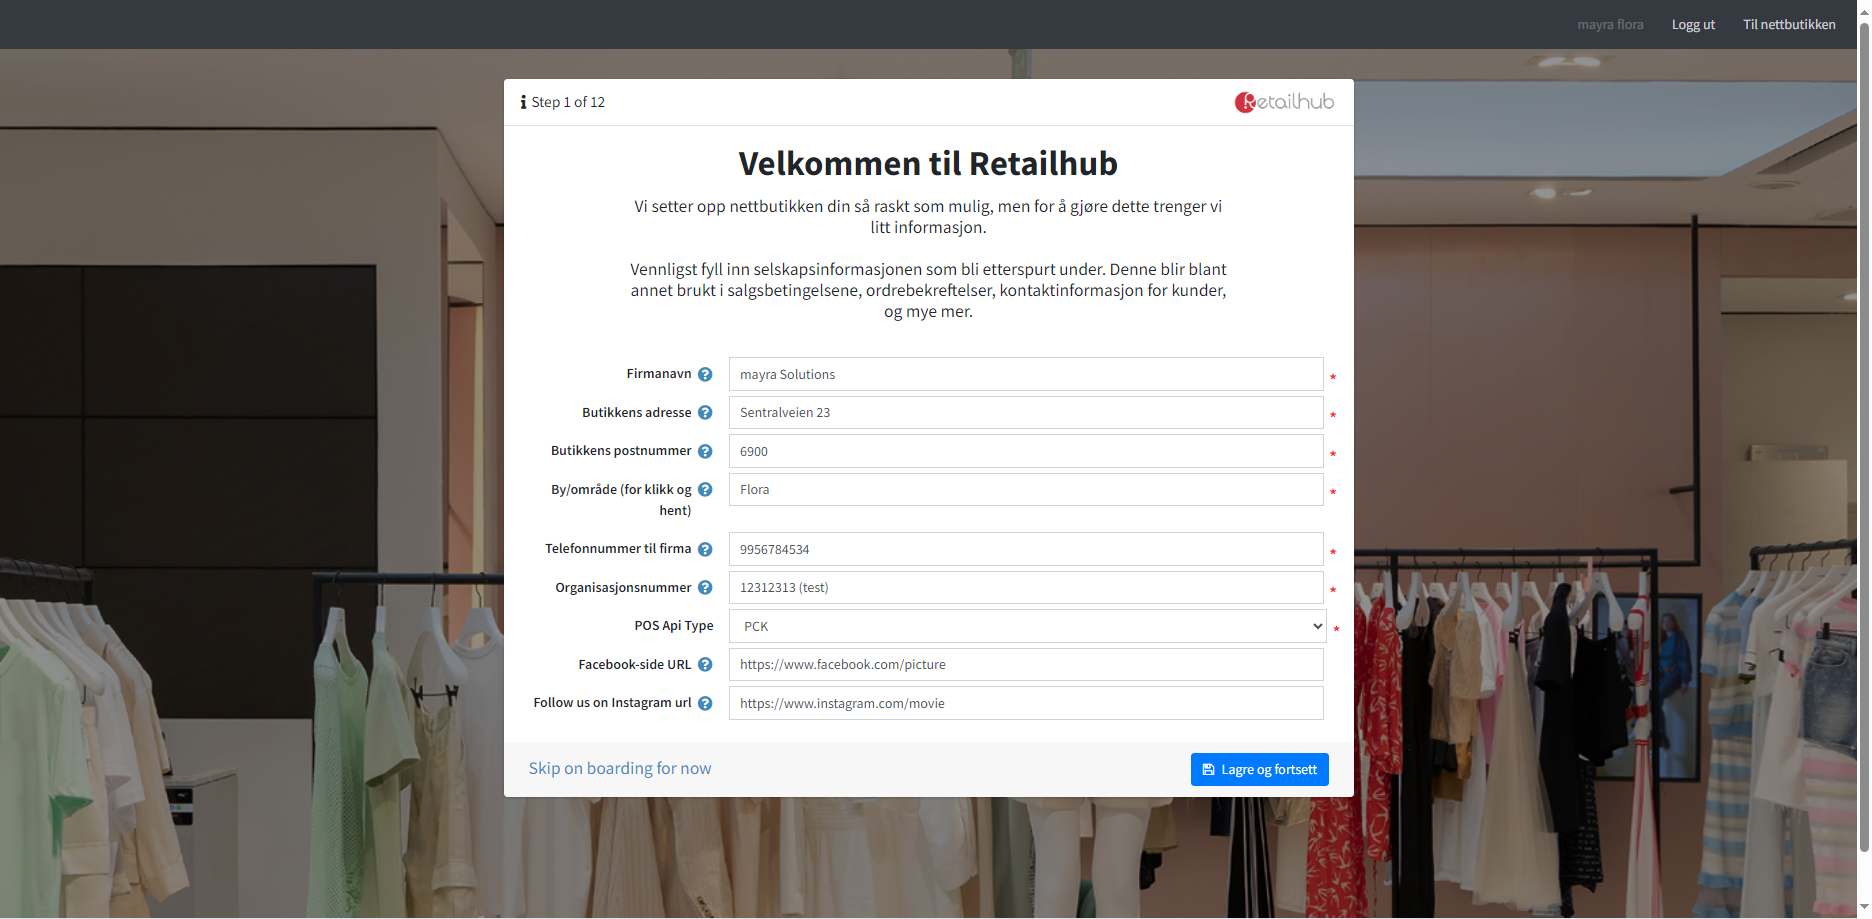 mayra flora Logg ut Til nettbutikken
Step 1 of 12
Retailhub
Velkommen til Retailhub
Vi setter opp nettbutikken din så raskt som mulig, men for å gjøre dette trenger vi
litt informasjon.
Vennligst fyll inn selskapsinformasjonen som bli etterspurt under. Denne blir blant
annet brukt i salgsbetingelsene, ordrebekreftelser, kontaktinformasjon for kunder,
og mye mer.
Firmanavn ? mayra Solutions *
Butikkens adresse ? Sentralveien 23 *
Butikkens postnummer ? 6900 *
By/område (for klikk og ? Flora *
hent)
Telefonnummer til firma ? 9956784534 *
Organisasjonsnummer ? 12312313 (test) *
POS Api Type PCK *
Facebook-side URL ? https://www.facebook.com/picture
Follow us on Instagram url ? https://www.instagram.com/movie
Skip on boarding for now Lagre og fortsett